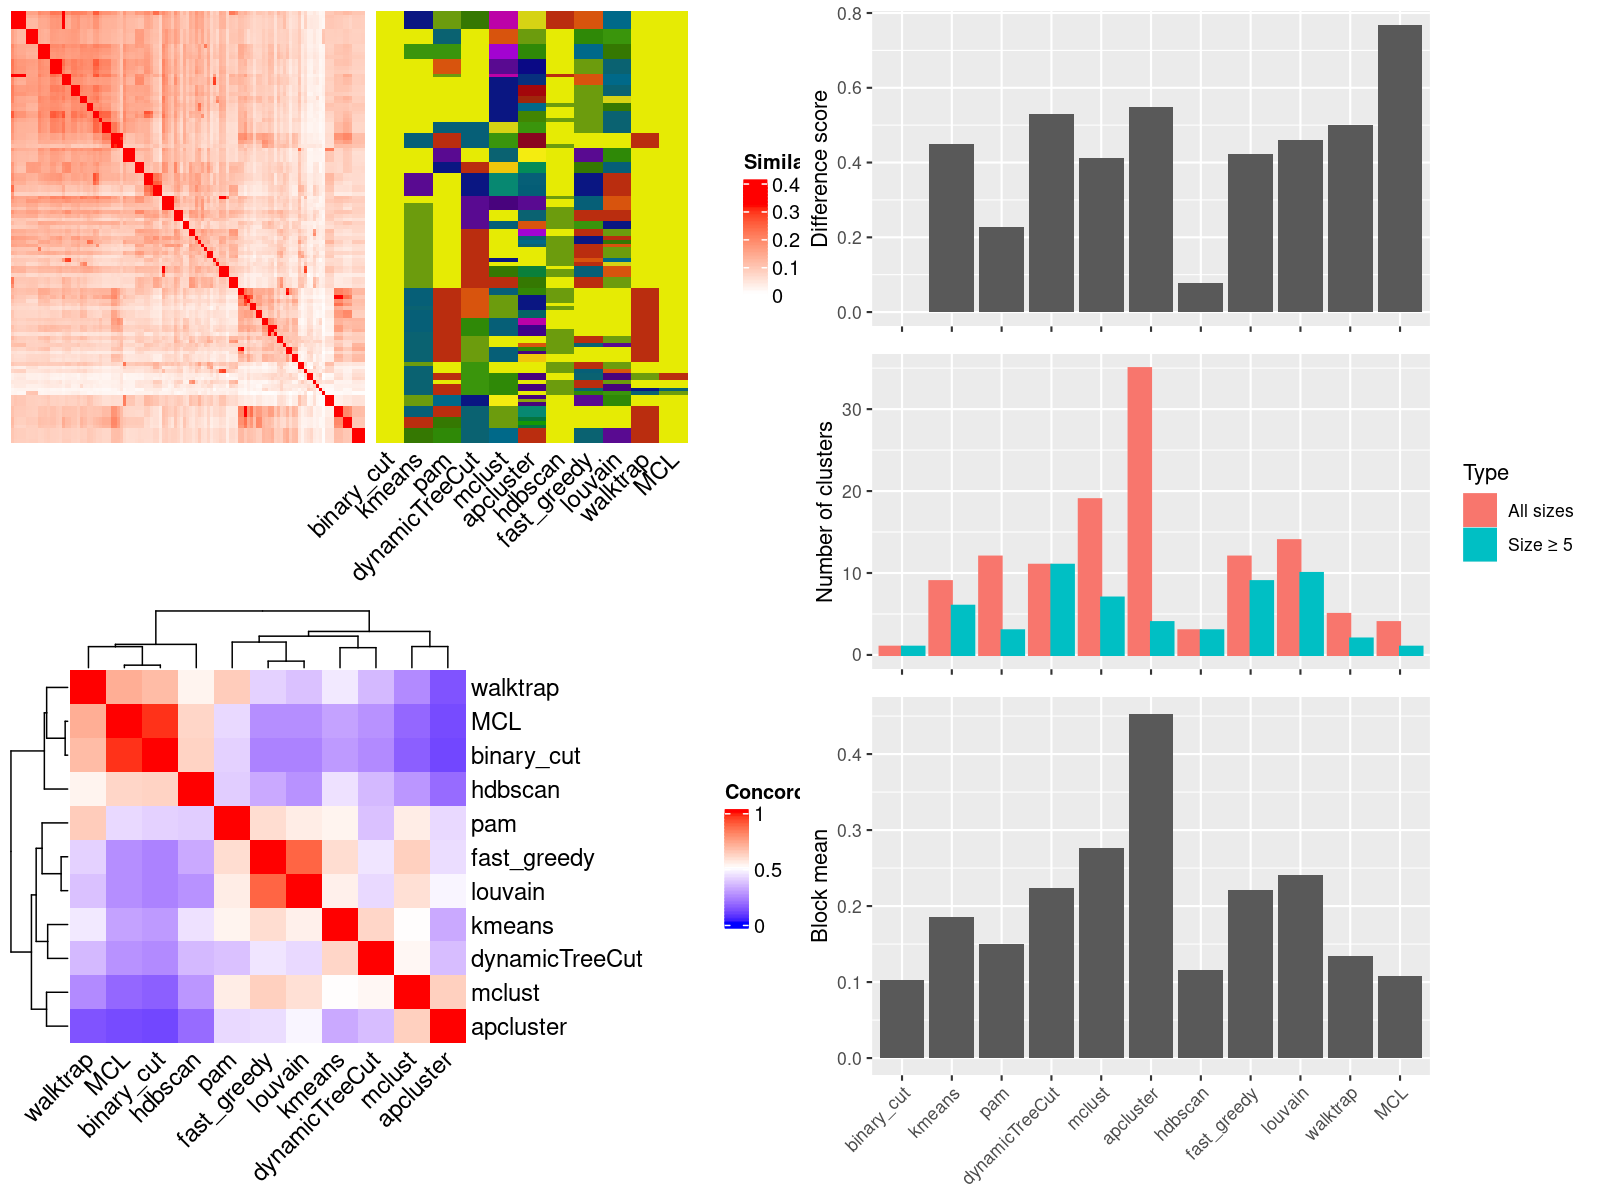 binary_cut
kmeans
pam
dynamicTreeCut
mclust
apcluster
hdbscan
fast_greedy
louvain
walktrap
MCL
Simila
0.4
0.3
0.2
0.1
0
Difference score
0.8
0.6
0.4
0.2
0.0
Number of clusters
30
20
10
0
Type
All sizes
Size ≥ 5
walktrap
MCL
binary_cut
hdbscan
pam
fast_greedy
louvain
kmeans
dynamicTreeCut
mclust
apcluster
walktrap
MCL
binary_cut
hdbscan
pam
fast_greedy
louvain
kmeans
dynamicTreeCut
mclust
apcluster
Concord
1
0.5
0
Block mean
0.4
0.3
0.2
0.1
0.0
binary_cut
kmeans
pam
dynamicTreeCut
mclust
apcluster
hdbscan
fast_greedy
louvain
walktrap
MCL